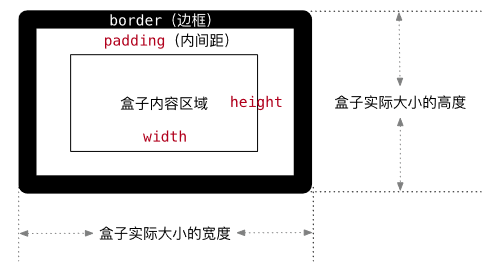 border（边框）
padding（内间距）
盒子内容区域
height
width
盒子实际大小的高度
盒子实际大小的宽度